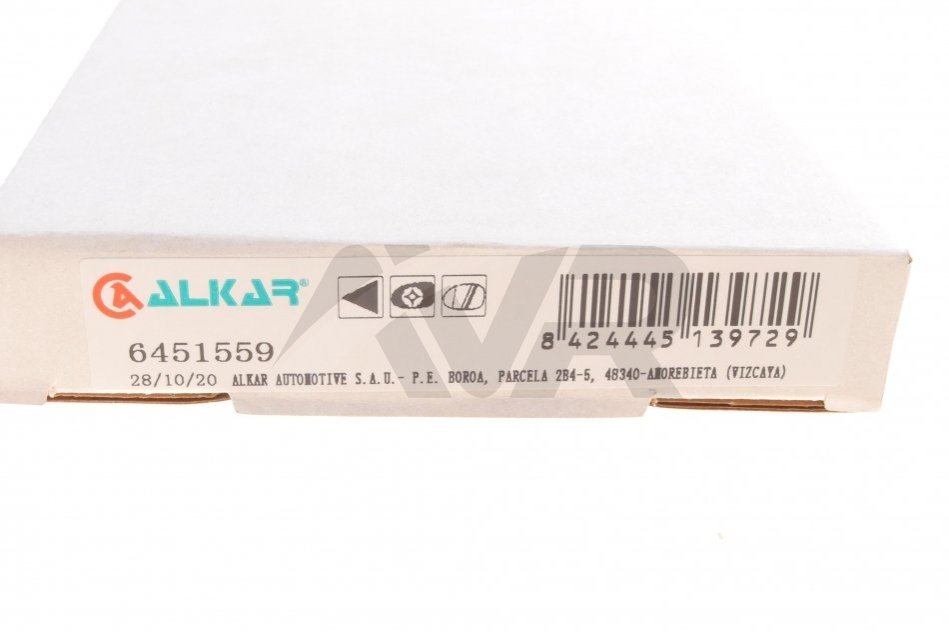 ALKAR®
8 424445 139729
6451559
28/10/20 ALKAR AUTOMOTIVE S.A.U.- P.E. BOROA, PARCELA 2B4-5, 48340-AMOREBIETA (VIZCAYA)